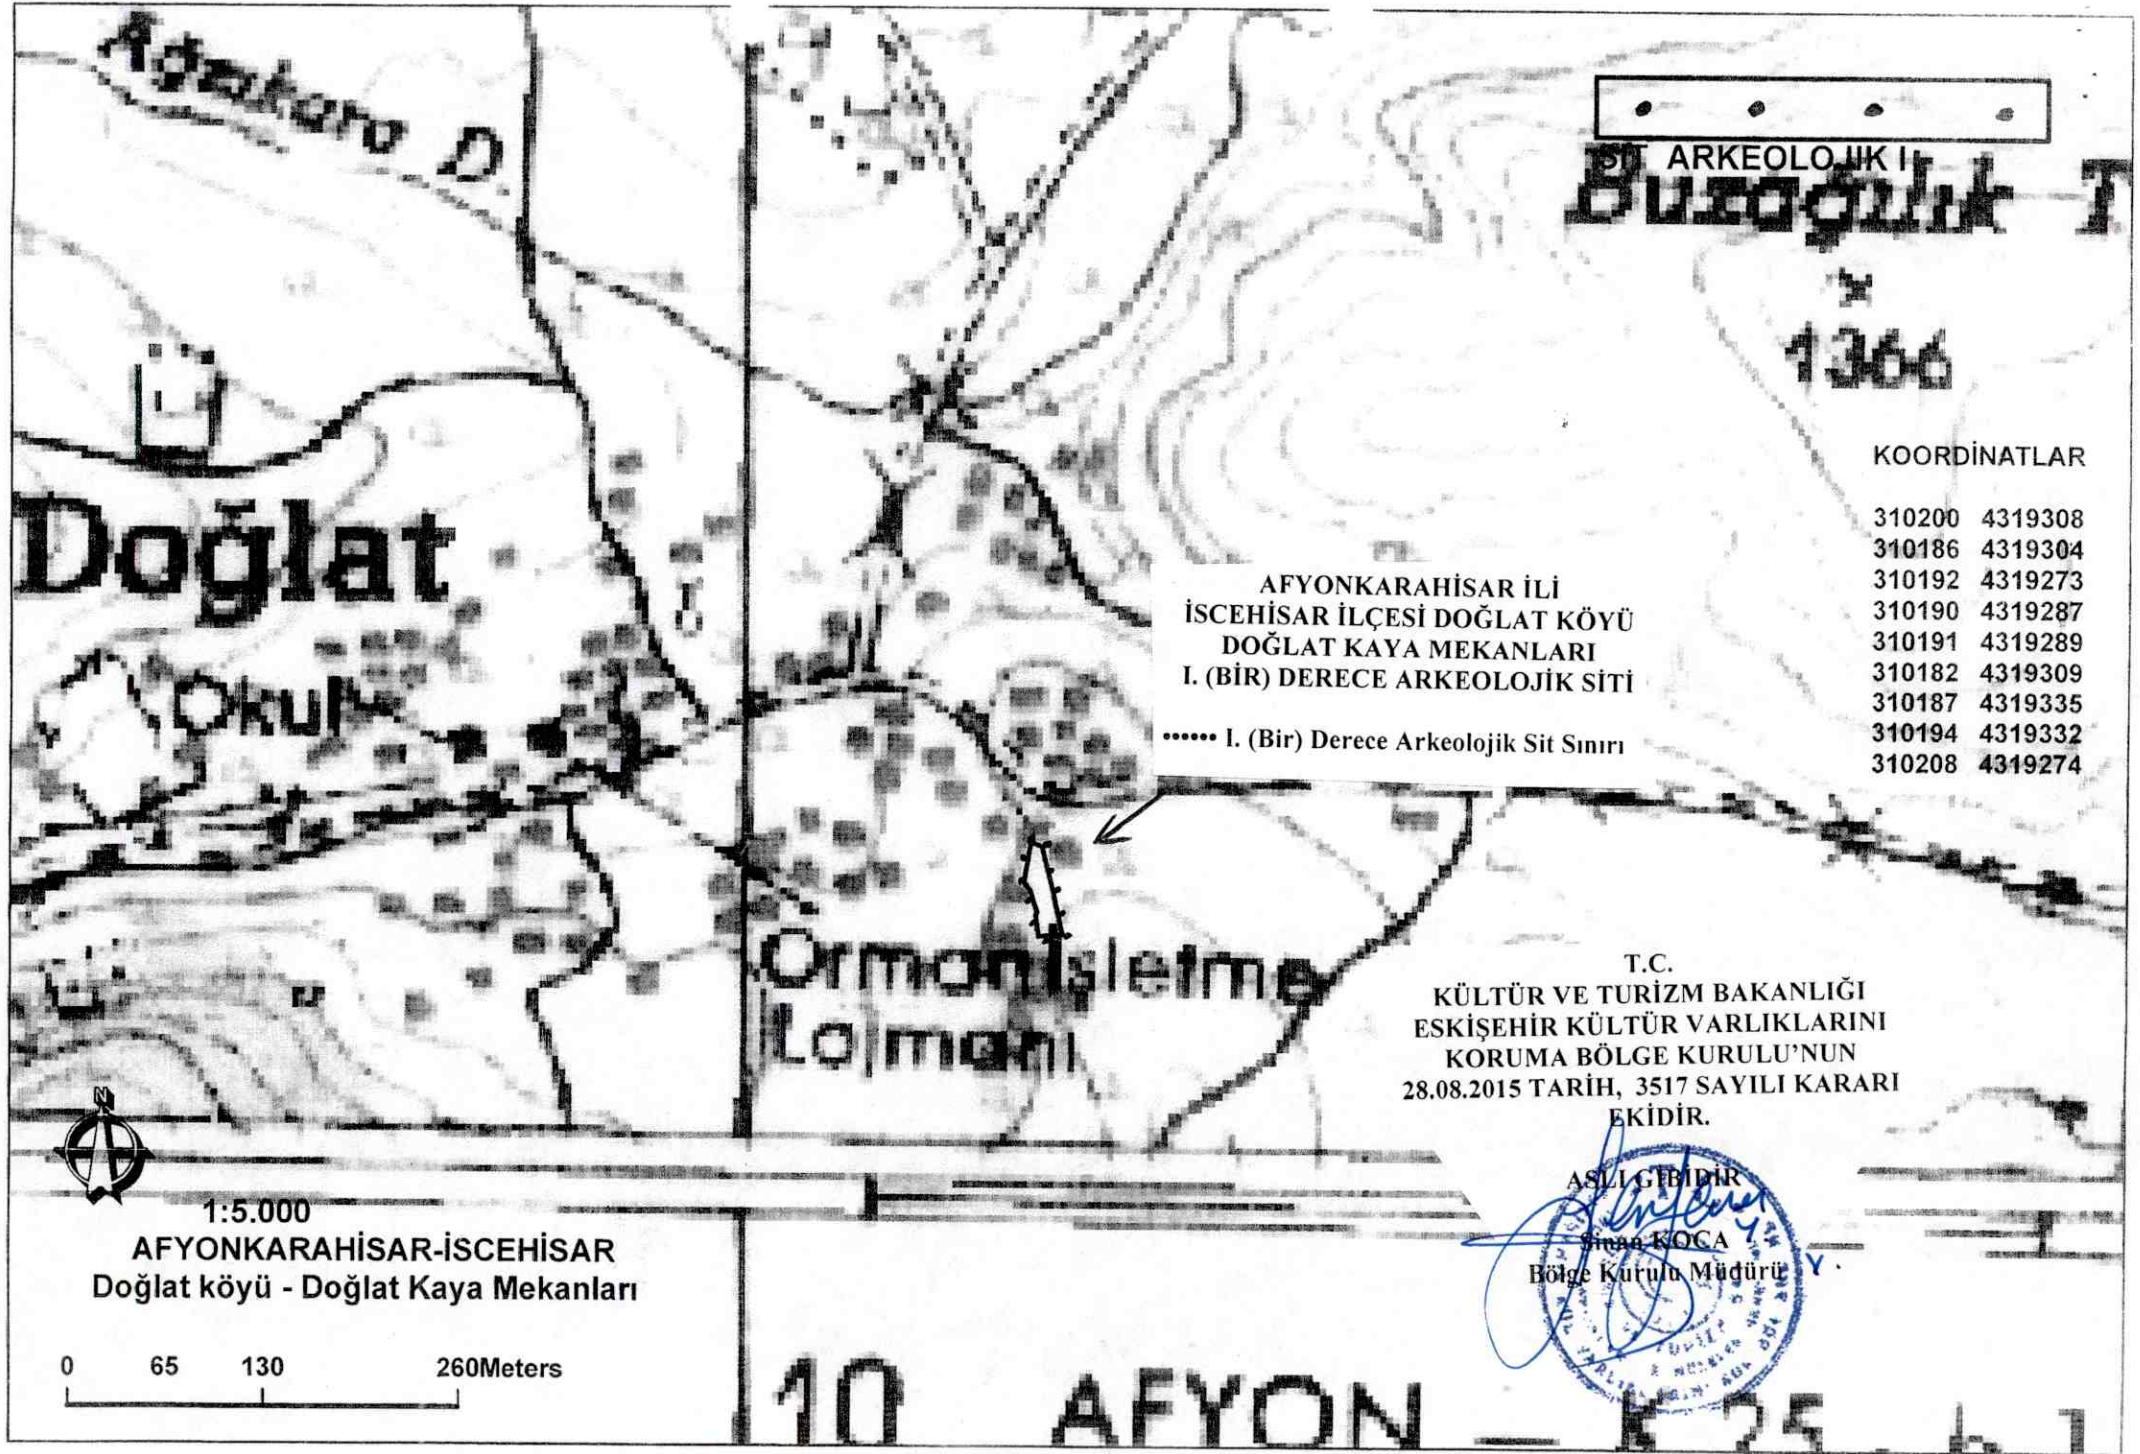 Ağzıkara D.
SİT ARKEOLOJIK I
Buzağılık T
1366
KOORDİNATLAR
310200 4319308
310186 4319304
310192 4319273
310190 4319287
310191 4319289
310182 4319309
310187 4319335
310194 4319332
310208 4319274
Doğlat
Okul
AFYONKARAHİSAR İLİ
İSCEHİSAR İLÇESİ DOĞLAT KÖYÜ
DOĞLAT KAYA MEKANLARI
I. (BİR) DERECE ARKEOLOJİK SİTİ
•••••• I. (Bir) Derece Arkeolojik Sit Sınırı
Orman İşletme
Lojmanı
T.C.
KÜLTÜR VE TURİZM BAKANLIĞI
ESKİŞEHİR KÜLTÜR VARLIKLARINI
KORUMA BÖLGE KURULU'NUN
28.08.2015 TARİH, 3517 SAYILI KARARI
EKİDİR.
ASLI GİBİDİR
Sinan KOCA
Bölge Kurulu Müdürü
N
1:5.000
AFYONKARAHİSAR-İSCEHİSAR
Doğlat köyü - Doğlat Kaya Mekanları
0 65 130 260Meters
10 AFYON – K 25